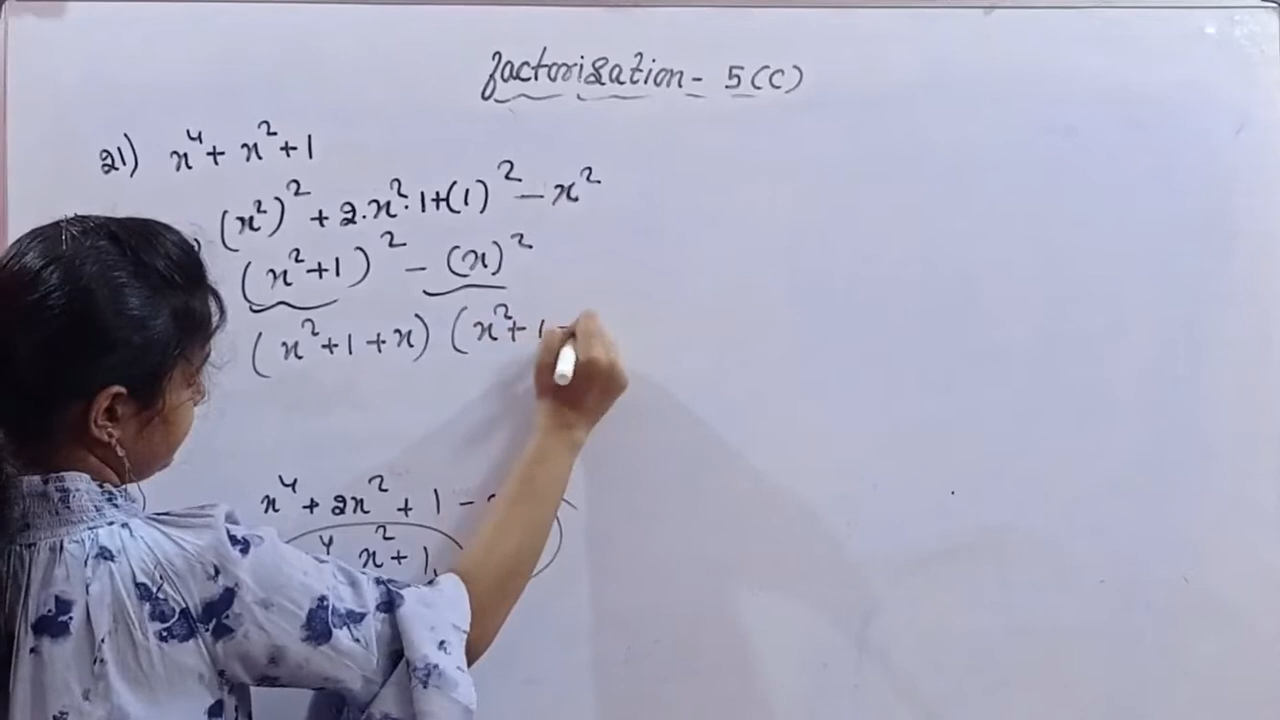 factorisation - 5(C)
21) x⁴ + x² + 1
(x²)² + 2.x².1+(1)² - x²
(x²+1)² - (x)²
(x²+1+x) (x²+1-
x⁴ + 2x² + 1 -
x² + 1